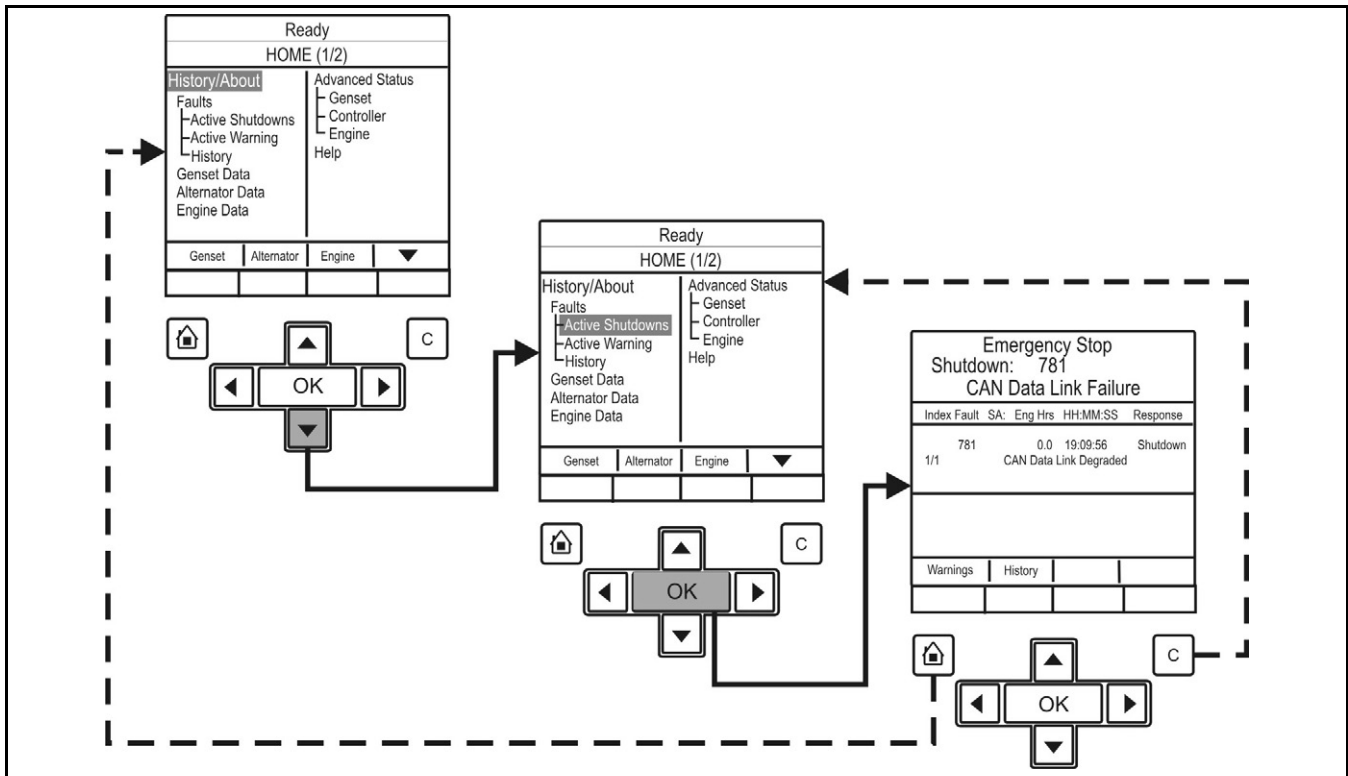 Ready
HOME (1/2)
History/About
Faults
Active Shutdowns
Active Warning
History
Genset Data
Alternator Data
Engine Data
Advanced Status
Genset
Controller
Engine
Help
Genset Alternator Engine
C
OK
Ready
HOME (1/2)
History/About
Faults
Active Shutdowns
Active Warning
History
Genset Data
Alternator Data
Engine Data
Advanced Status
Genset
Controller
Engine
Help
Genset Alternator Engine
C
OK
Emergency Stop
Shutdown: 781
CAN Data Link Failure
Index Fault SA: Eng Hrs HH:MM:SS Response
781 0.0 19:09:56 Shutdown
1/1 CAN Data Link Degraded
Warnings History
C
OK